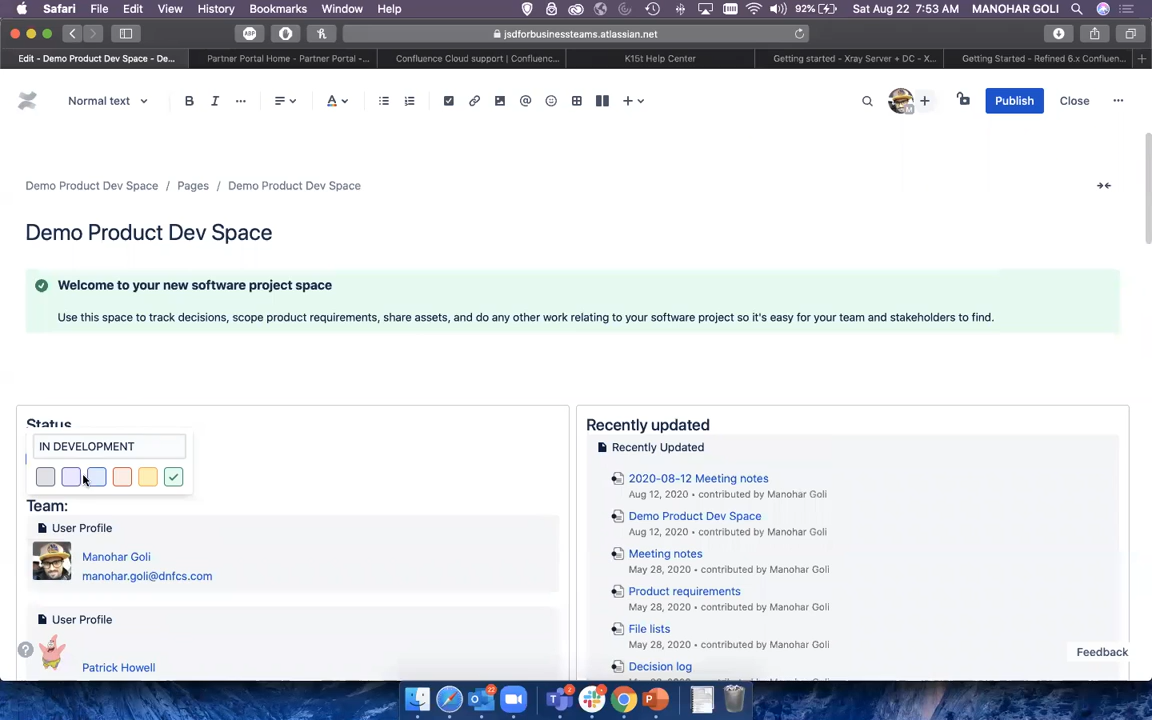 Safari File Edit View History Bookmarks Window Help 92% Sat Aug 22 7:53 AM MANOHAR GOLI
ABP jsdforbusinessteams.atlassian.net
Edit - Demo Product Dev Space - De... Partner Portal Home - Partner Portal -... Confluence Cloud support | Confluenc... K15t Help Center Getting started - Xray Server + DC - X... Getting Started - Refined 6.x Confluen...
Normal text B I A M Publish Close
Demo Product Dev Space / Pages / Demo Product Dev Space
Demo Product Dev Space
Welcome to your new software project space
Use this space to track decisions, scope product requirements, share assets, and do any other work relating to your software project so it's easy for your team and stakeholders to find.
Status
IN DEVELOPMENT
Team:
User Profile
Manohar Goli
manohar.goli@dnfcs.com
User Profile
Patrick Howell
Recently updated
Recently Updated
2020-08-12 Meeting notes
Aug 12, 2020 • contributed by Manohar Goli
Demo Product Dev Space
Aug 12, 2020 • contributed by Manohar Goli
Meeting notes
May 28, 2020 • contributed by Manohar Goli
Product requirements
May 28, 2020 • contributed by Manohar Goli
File lists
May 28, 2020 • contributed by Manohar Goli
Decision log
Feedback
22 2